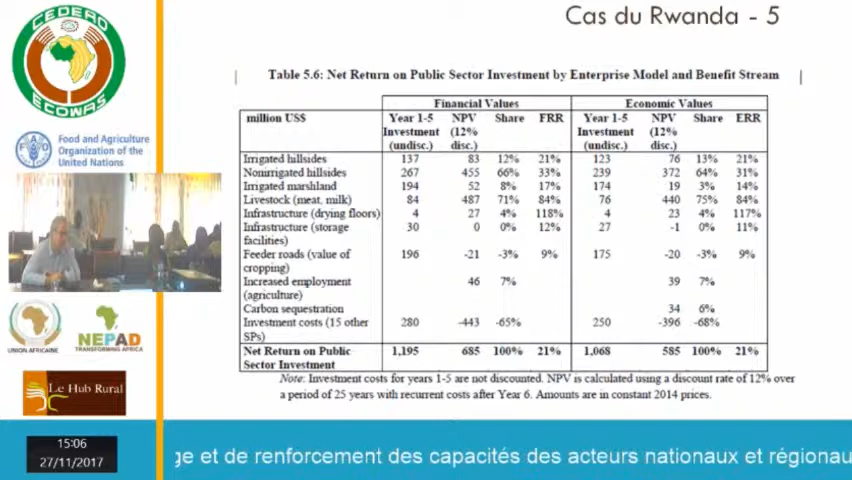 Cas du Rwanda - 5
CEDEAO
ECOWAS
Food and Agriculture
Organization of the
United Nations
UNION AFRICAINE
NEPAD
TRANSFORMING AFRICA
Le Hub Rural
15:06
27/11/2017
Table 5.6: Net Return on Public Sector Investment by Enterprise Model and Benefit Stream
Financial Values Economic Values
million US$ Year 1-5 NPV Share FRR Year 1-5 NPV Share ERR
Investment (12% Investment (12%
(undisc.) disc.) (undisc.) disc.)
Irrigated hillsides 137 83 12% 21% 123 76 13% 21%
Nonirrigated hillsides 267 455 66% 33% 239 372 64% 31%
Irrigated marshland 194 52 8% 17% 174 19 3% 14%
Livestock (meat, milk) 84 487 71% 84% 76 440 75% 84%
Infrastructure (drying floors) 4 27 4% 118% 4 23 4% 117%
Infrastructure (storage 30 0 0% 12% 27 -1 0% 11%
facilities)
Feeder roads (value of 196 -21 -3% 9% 175 -20 -3% 9%
cropping)
Increased employment 46 7% 39 7%
(agriculture)
Carbon sequestration 34 6%
Investment costs (15 other 280 -443 -65% 250 -396 -68%
SPs)
Net Return on Public 1,195 685 100% 21% 1,068 585 100% 21%
Sector Investment
Note: Investment costs for years 1-5 are not discounted. NPV is calculated using a discount rate of 12% over
a period of 25 years with recurrent costs after Year 6. Amounts are in constant 2014 prices.
ge et de renforcement des capacités des acteurs nationaux et régionau